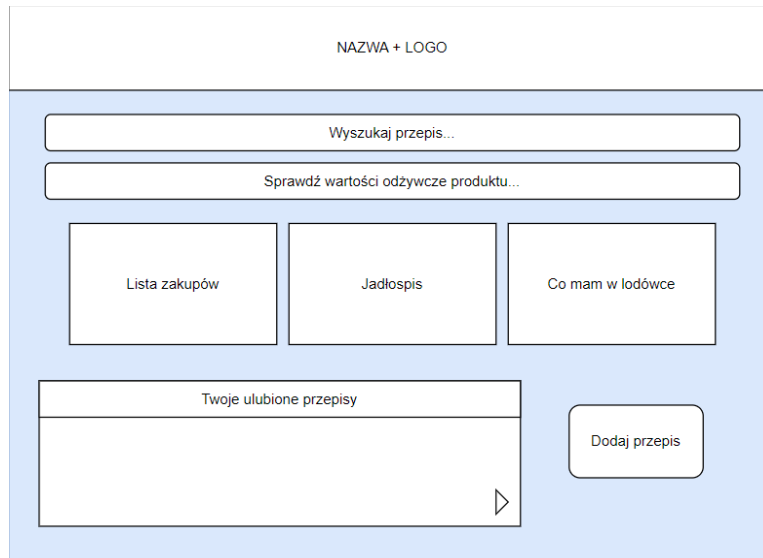 NAZWA + LOGO
Wyszukaj przepis...
Sprawdź wartości odżywcze produktu...
Lista zakupów
Jadłospis
Co mam w lodówce
Twoje ulubione przepisy
Dodaj przepis